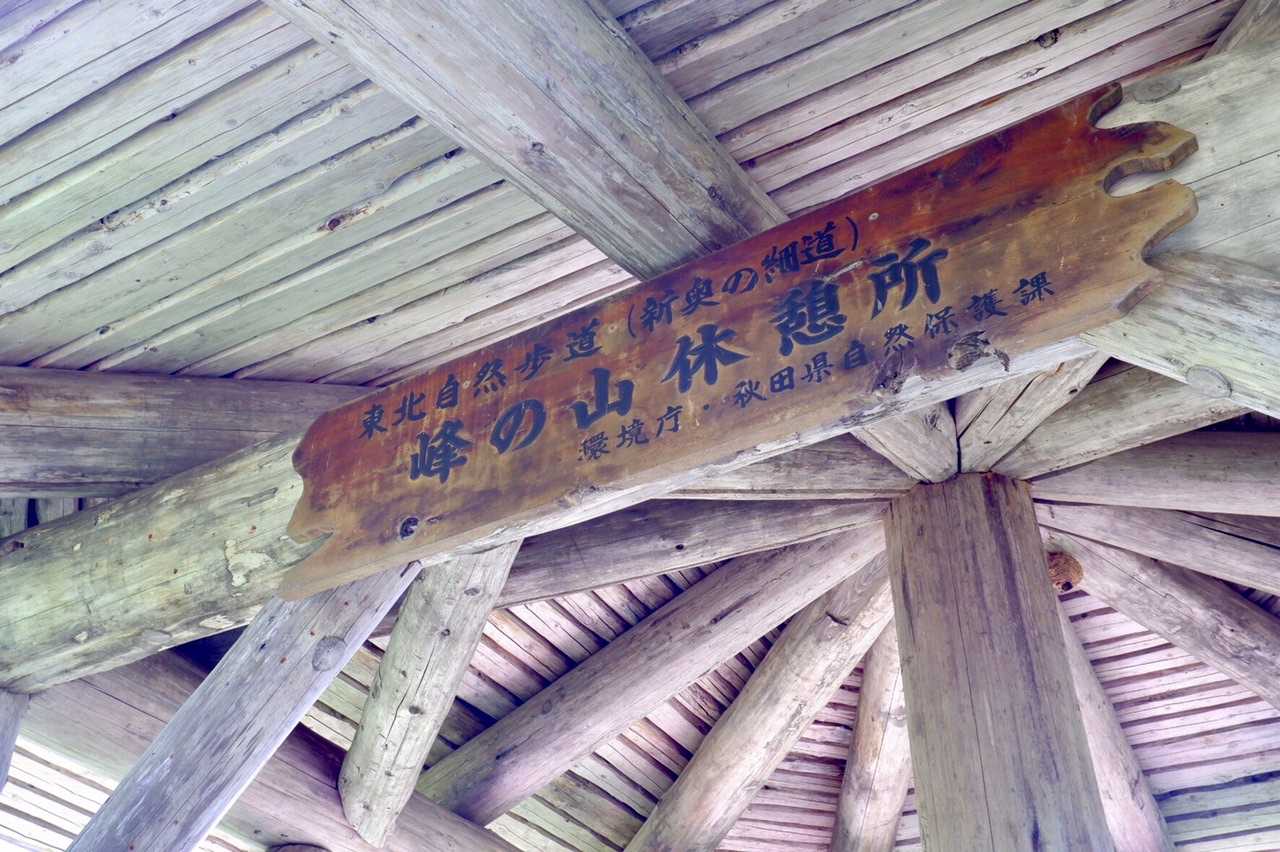 東北自然歩道（新奥の細道）
峰の山休憩所
環境庁・秋田県自然保護課